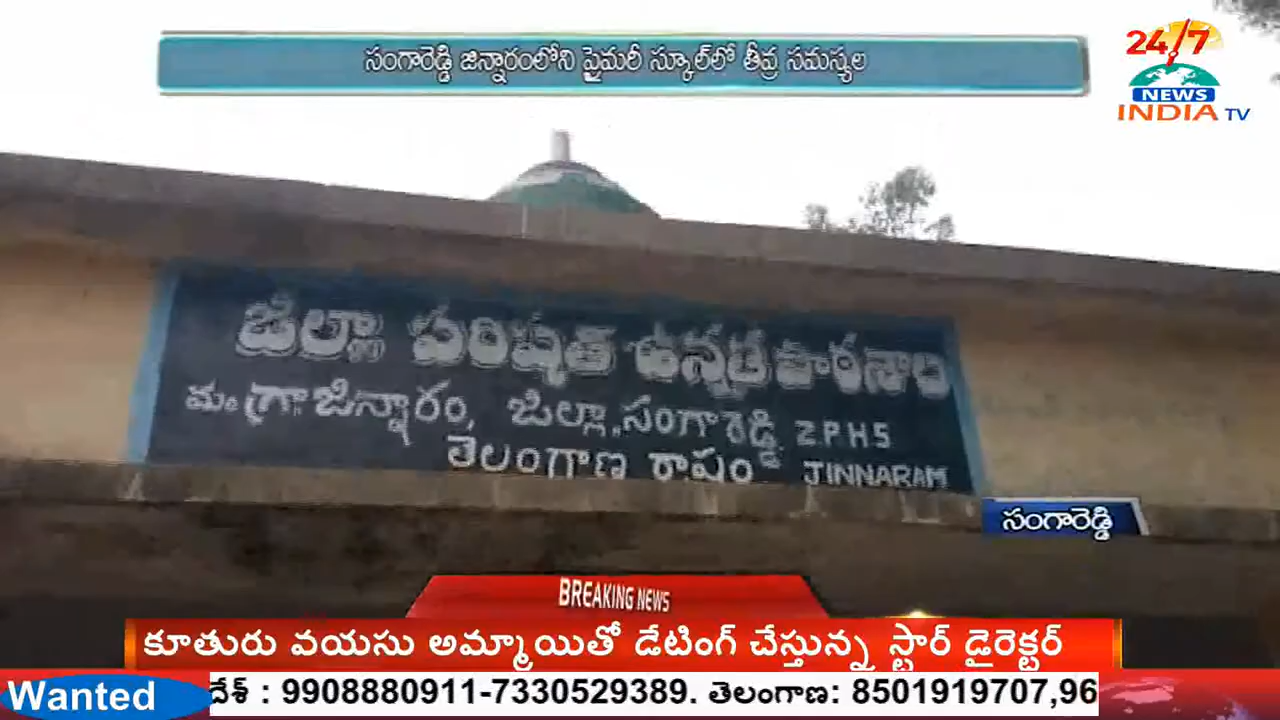 సంగారెడ్డి జిన్నారంలోని ప్రైమరీ స్కూల్‌లో తీవ్ర సమస్యల
24/7
NEWS
INDIA TV
జిల్లా పరిషత్ ఉన్నత పాఠశాల
మం గ్రా జిన్నారం, జిల్లా..సంగారెడ్డి Z.P.H.S
తెలంగాణ రాష్ట్రం JINNARAM
సంగారెడ్డి
BREAKING NEWS
కూతురు వయసు అమ్మాయితో డేటింగ్ చేస్తున్న స్టార్ డైరెక్టర్
Wanted దేశ్ : 9908880911-7330529389. తెలంగాణ: 8501919707,96